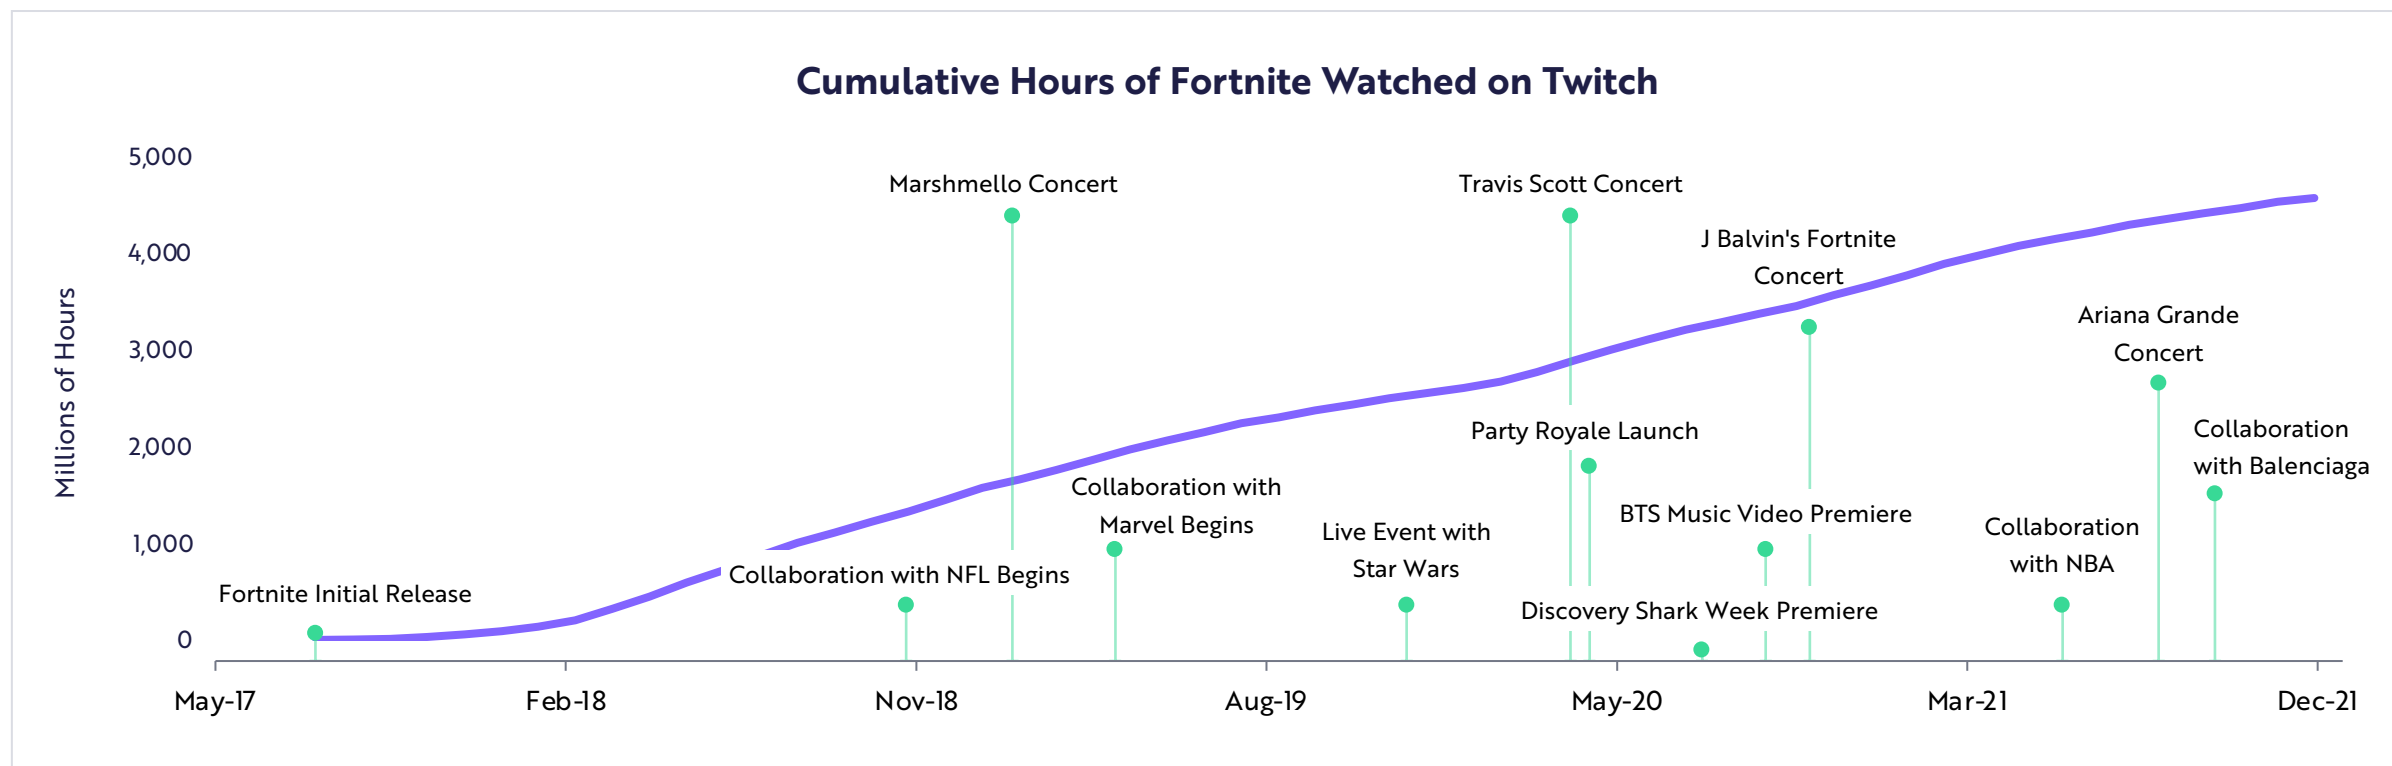 Cumulative Hours of Fortnite Watched on Twitch
5,000
4,000
3,000
2,000
1,000
0
Millions of Hours
Marshmello Concert
Travis Scott Concert
J Balvin's Fortnite
Concert
Ariana Grande
Concert
Party Royale Launch
Collaboration
with Balenciaga
Collaboration with
Marvel Begins
Live Event with
Star Wars
BTS Music Video Premiere
Collaboration
with NBA
Fortnite Initial Release
Collaboration with NFL Begins
Discovery Shark Week Premiere
May-17
Feb-18
Nov-18
Aug-19
May-20
Mar-21
Dec-21